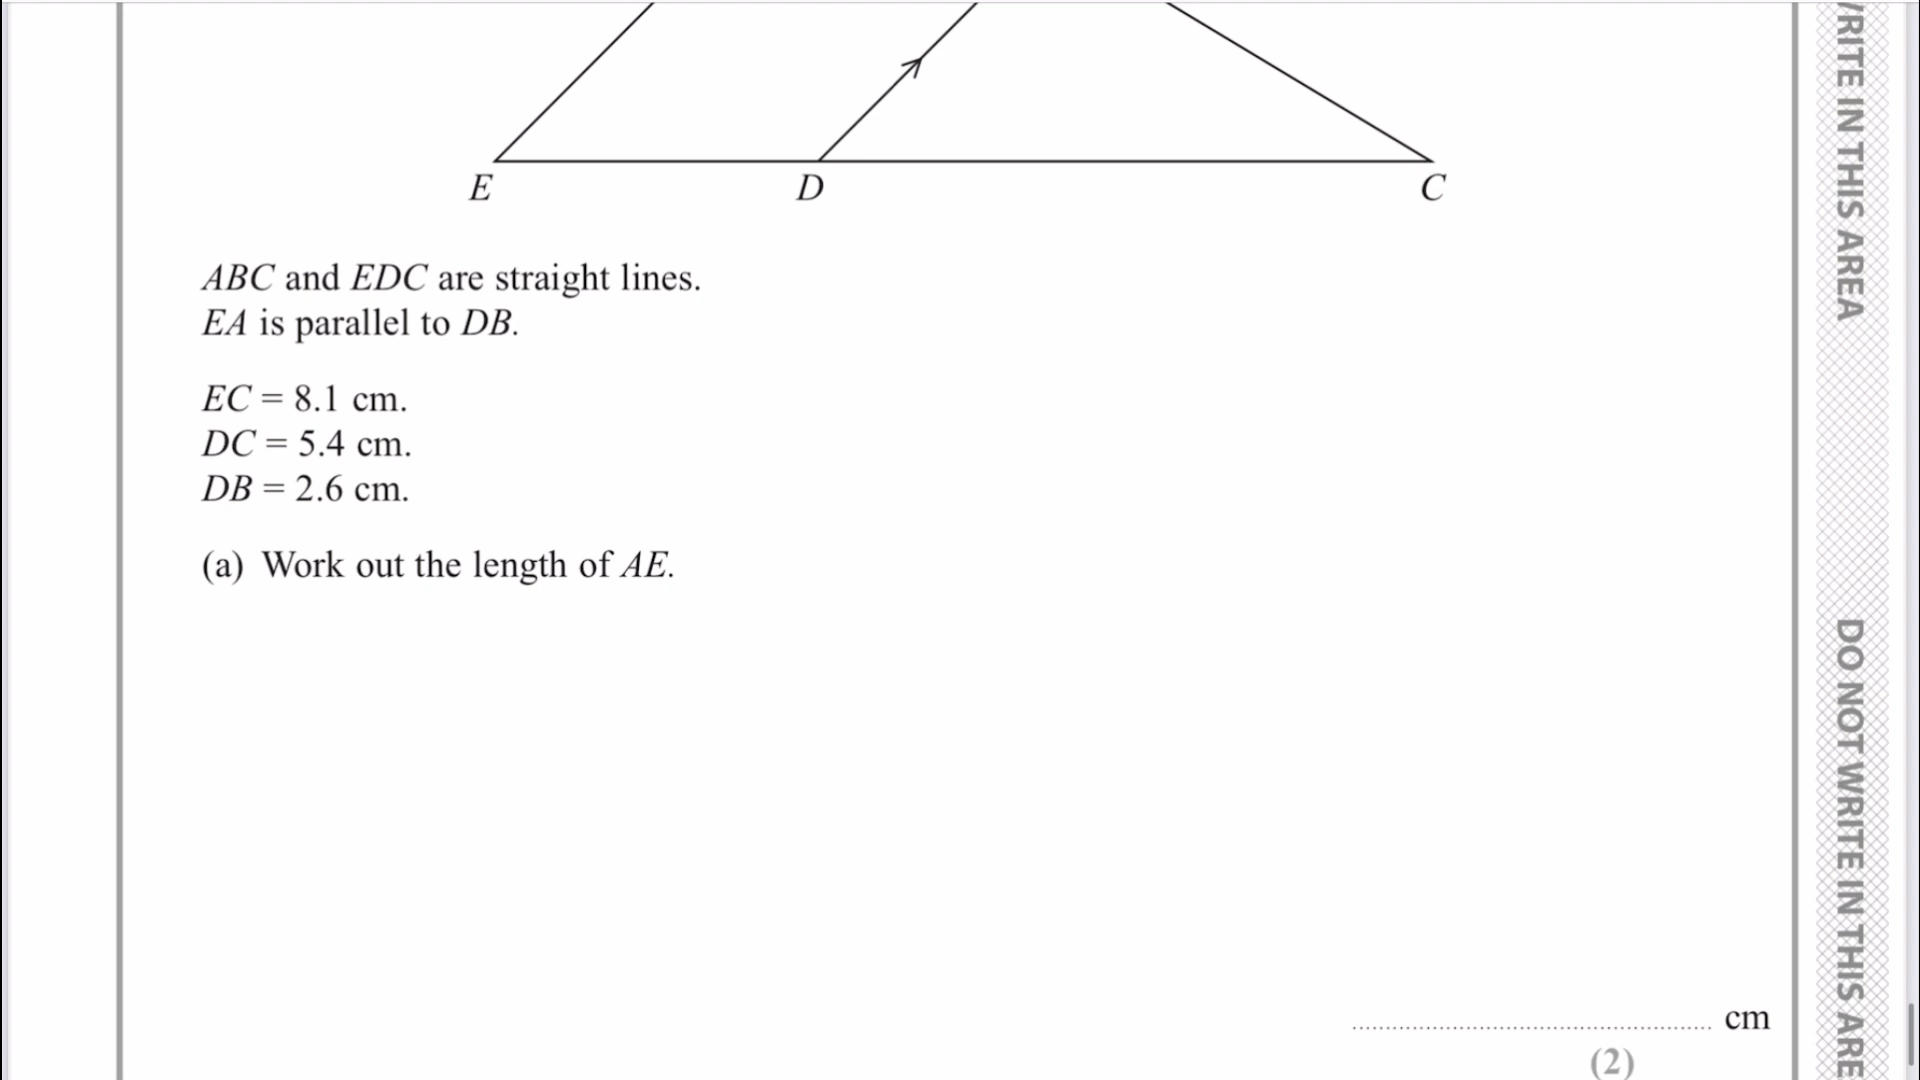 E D C
ABC and EDC are straight lines.
EA is parallel to DB.
EC = 8.1 cm.
DC = 5.4 cm.
DB = 2.6 cm.
(a) Work out the length of AE.
cm
(2)
RITE IN THIS AREA
DO NOT WRITE IN THIS ARE